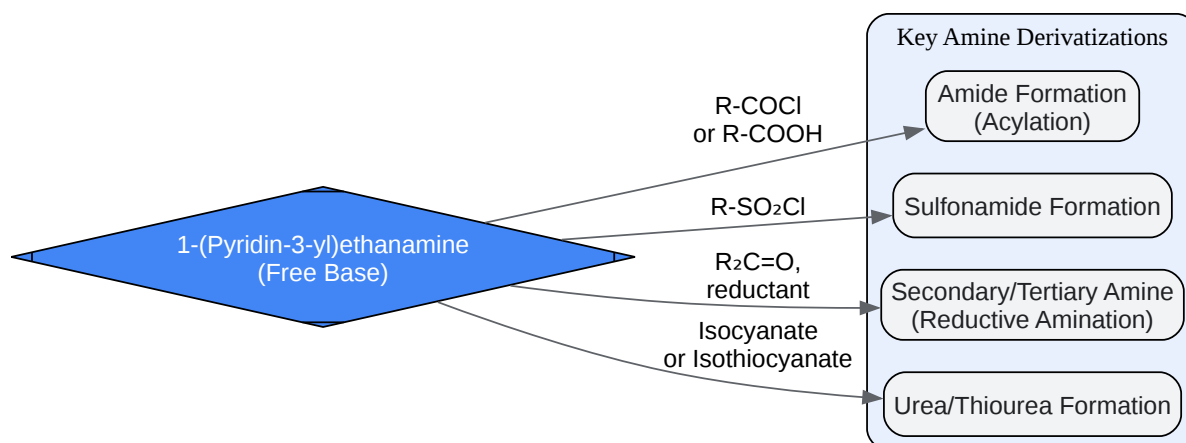 Key Amine Derivatizations
R-COCl
or R-COOH
Amide Formation
(Acylation)
R-SO₂Cl
Sulfonamide Formation
1-(Pyridin-3-yl)ethanamine
(Free Base)
R₂C=O,
reductant
Secondary/Tertiary Amine
(Reductive Amination)
Isocyanate
or Isothiocyanate
Urea/Thiourea Formation